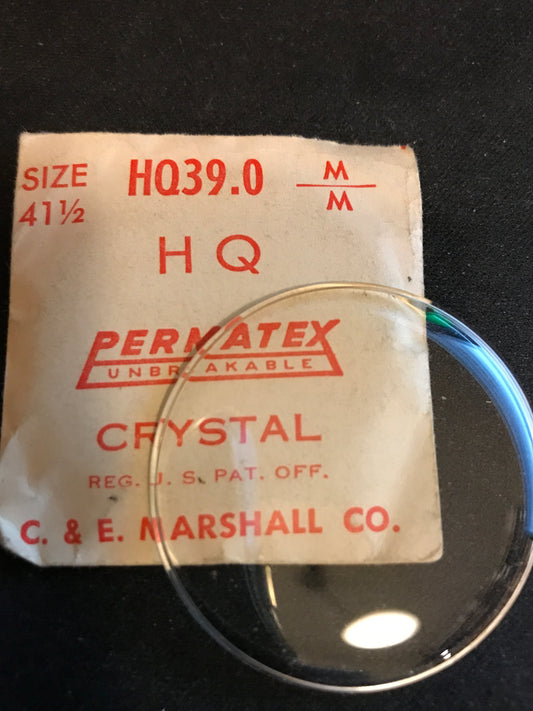 SIZE HQ39.0 M/M
41½
HQ
PERMATEX
UNBREAKABLE
CRYSTAL
REG. U. S. PAT. OFF.
C. & E. MARSHALL CO.